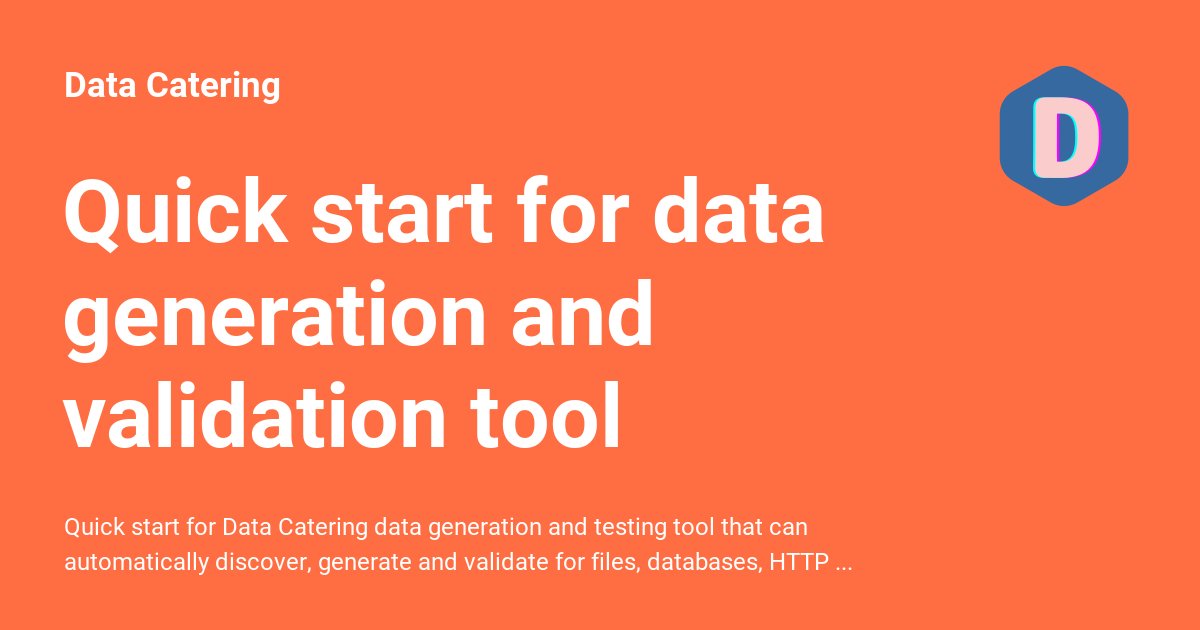 Data Catering
D
Quick start for data
generation and
validation tool
Quick start for Data Catering data generation and testing tool that can
automatically discover, generate and validate for files, databases, HTTP ...